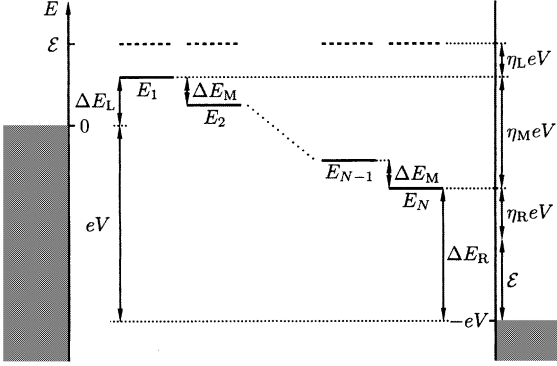 E
ℰ
η_L eV
E_1
ΔE_M
ΔE_L
E_2
0
η_M eV
E_{N−1}
ΔE_M
E_N
η_R eV
eV
ΔE_R
ℰ
−eV